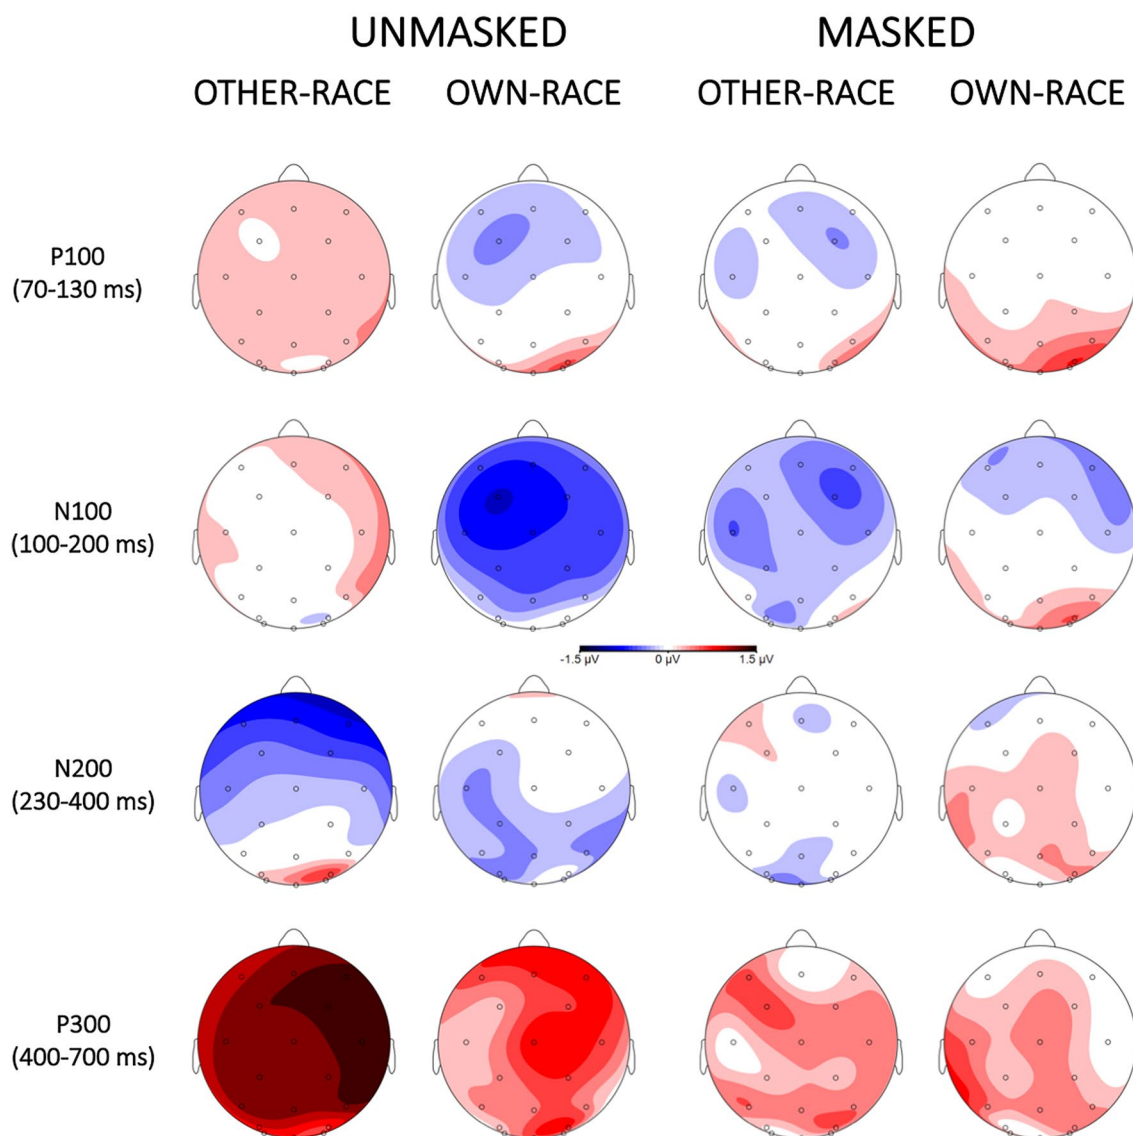 UNMASKED MASKED
OTHER-RACE OWN-RACE OTHER-RACE OWN-RACE
P100
(70-130 ms)
N100
(100-200 ms)
-1.5 µV 0 µV 1.5 µV
N200
(230-400 ms)
P300
(400-700 ms)